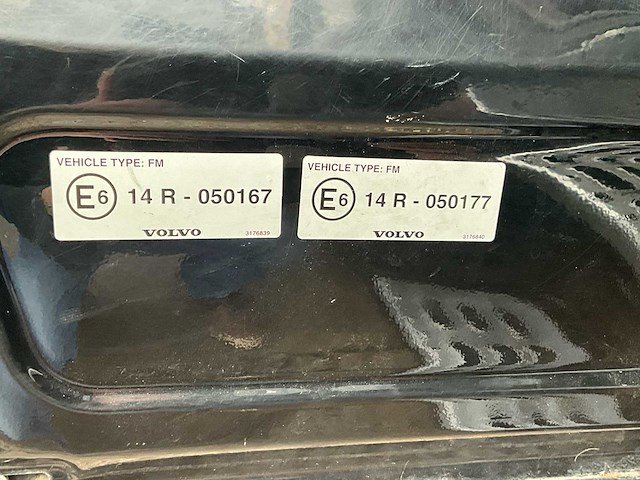 VEHICLE TYPE: FM
E6 14 R - 050167
VOLVO 3176839
VEHICLE TYPE: FM
E6 14 R - 050177
VOLVO 3176840